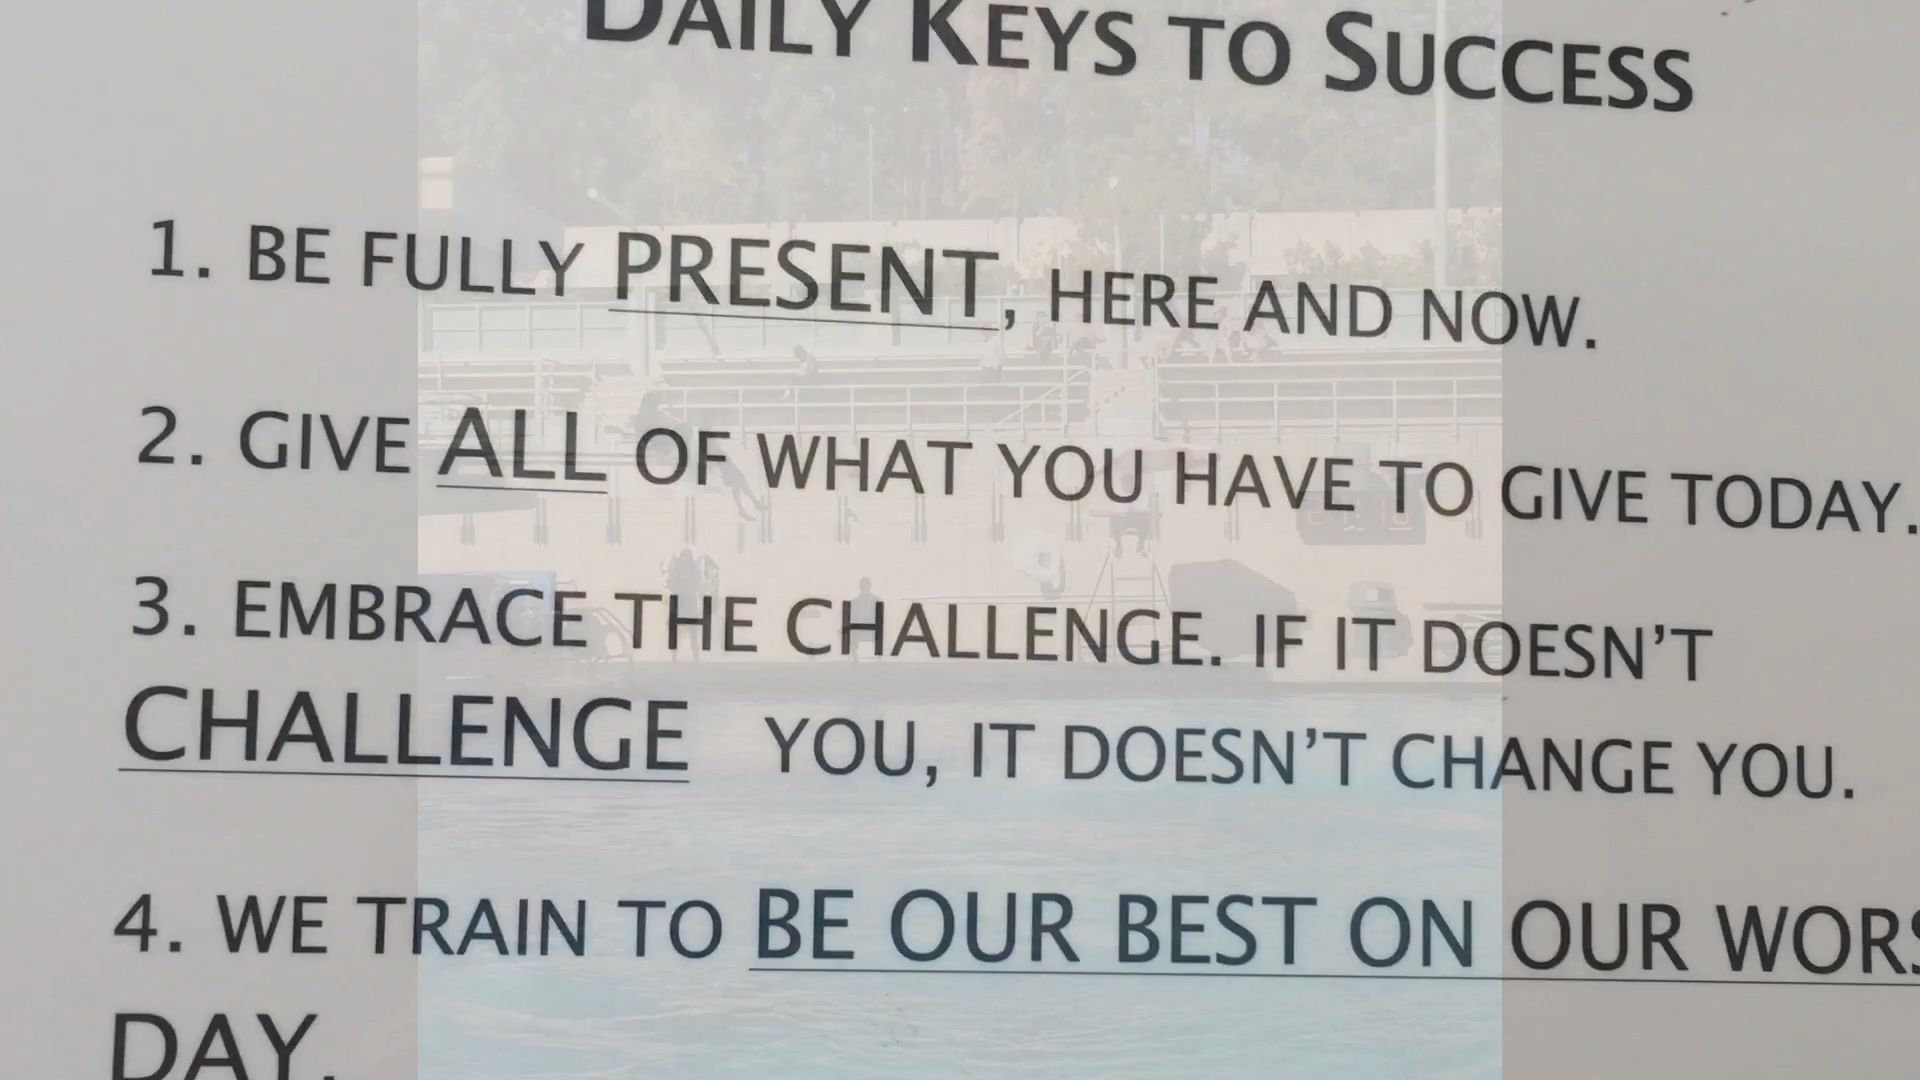 DAILY KEYS TO SUCCESS
1. BE FULLY PRESENT, HERE AND NOW.
2. GIVE ALL OF WHAT YOU HAVE TO GIVE TODAY.
3. EMBRACE THE CHALLENGE. IF IT DOESN'T
CHALLENGE YOU, IT DOESN'T CHANGE YOU.
4. WE TRAIN TO BE OUR BEST ON OUR WORS
DAY.